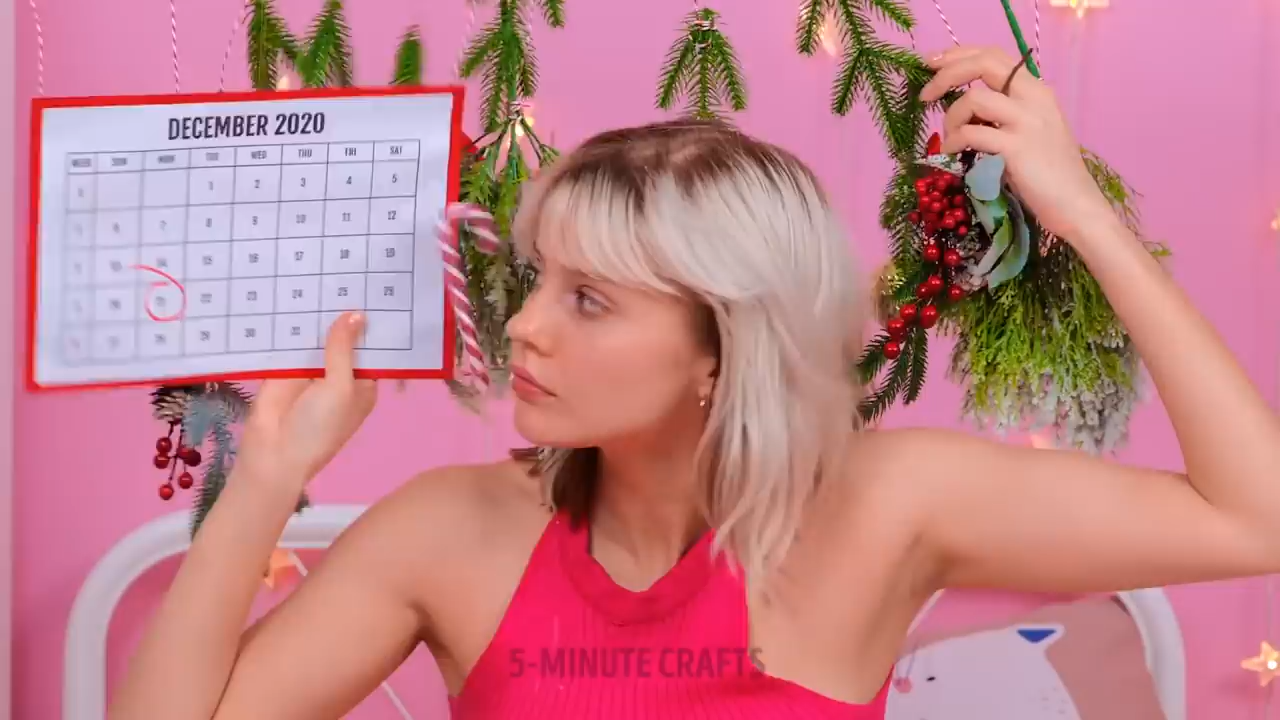 DECEMBER 2020
WEEK SUN MON TUE WED THU FRI SAT
1 2 3 4 5
6 7 8 9 10 11 12
14 15 16 17 18 19
21 22 23 24 25 26
28 29 30 31
5-MINUTE CRAFTS